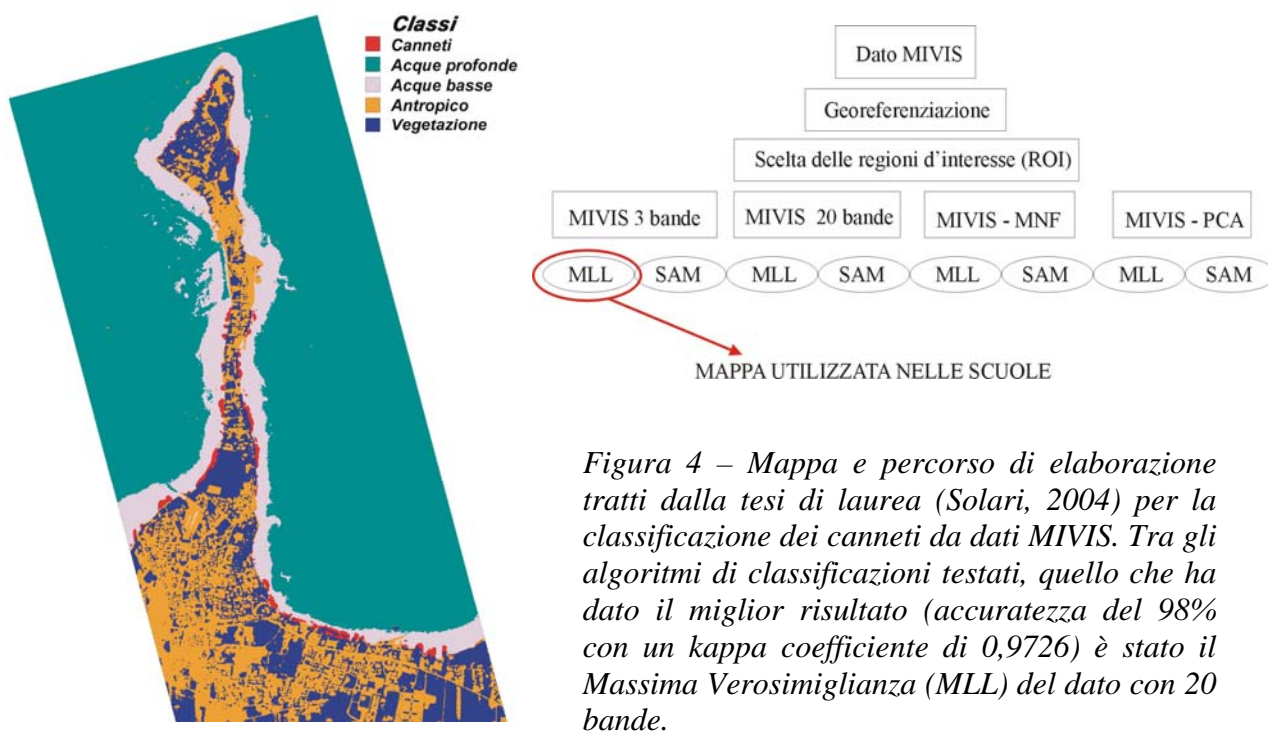 Classi
Canneti
Acque profonde
Acque basse
Antropico
Vegetazione
Dato MIVIS
Georeferenziazione
Scelta delle regioni d'interesse (ROI)
MIVIS 3 bande
MIVIS 20 bande
MIVIS - MNF
MIVIS - PCA
MLL
SAM
MLL
SAM
MLL
SAM
MLL
SAM
MAPPA UTILIZZATA NELLE SCUOLE
Figura 4 – Mappa e percorso di elaborazione
tratti dalla tesi di laurea (Solari, 2004) per la
classificazione dei canneti da dati MIVIS. Tra gli
algoritmi di classificazioni testati, quello che ha
dato il miglior risultato (accuratezza del 98%
con un kappa coefficiente di 0,9726) è stato il
Massima Verosimiglianza (MLL) del dato con 20
bande.